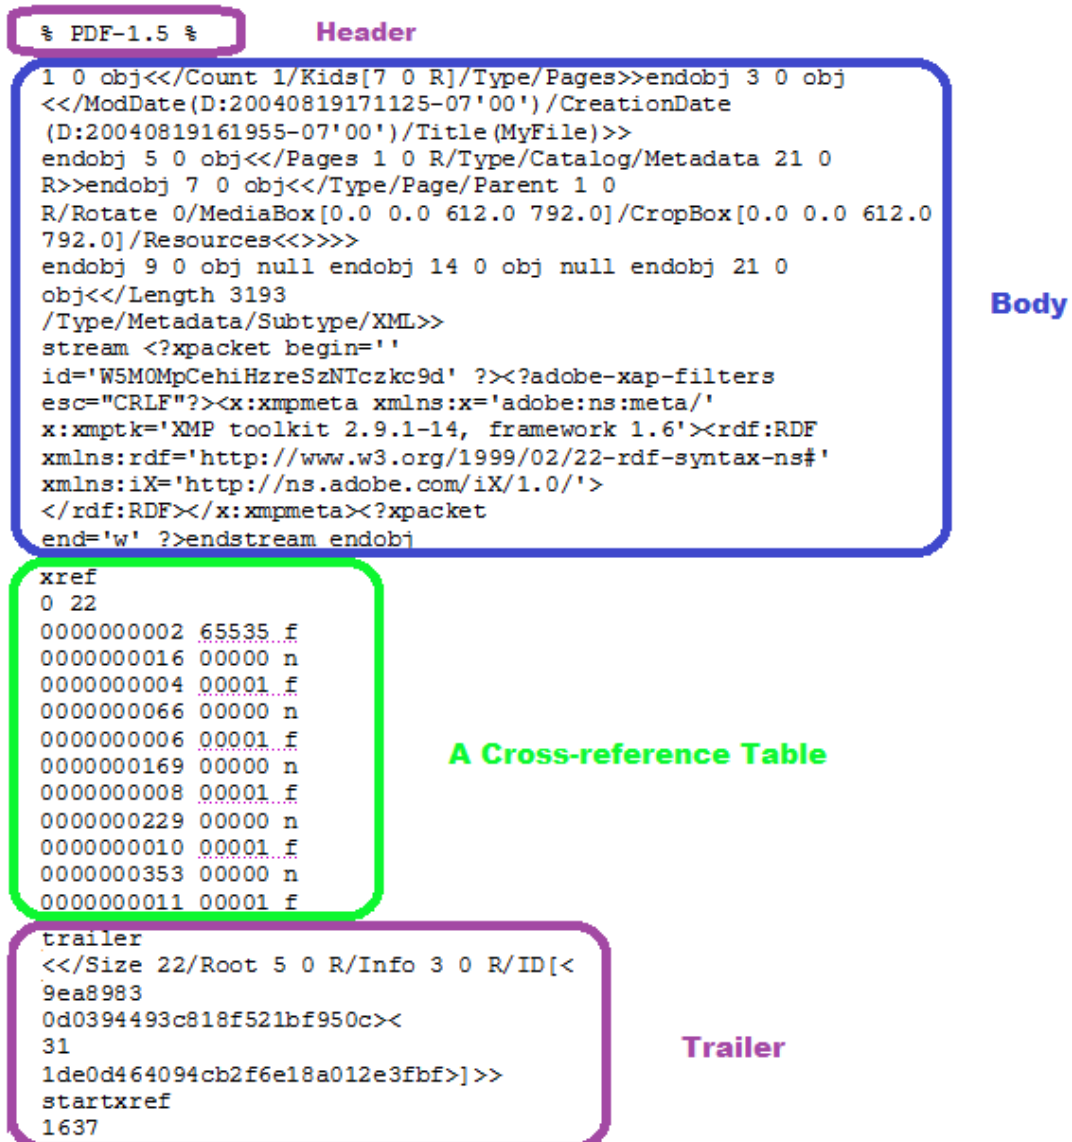 % PDF-1.5 %
Header
1 0 obj<</Count 1/Kids[7 0 R]/Type/Pages>>endobj 3 0 obj
<</ModDate(D:20040819171125-07'00')/CreationDate
(D:20040819161955-07'00')/Title(MyFile)>>
endobj 5 0 obj<</Pages 1 0 R/Type/Catalog/Metadata 21 0
R>>endobj 7 0 obj<</Type/Page/Parent 1 0
R/Rotate 0/MediaBox[0.0 0.0 612.0 792.0]/CropBox[0.0 0.0 612.0
792.0]/Resources<<>>>>
endobj 9 0 obj null endobj 14 0 obj null endobj 21 0
obj<</Length 3193
/Type/Metadata/Subtype/XML>>
stream <?xpacket begin=''
id='W5M0MpCehiHzreSzNTczkc9d' ?><?adobe-xap-filters
esc="CRLF"?><x:xmpmeta xmlns:x='adobe:ns:meta/'
x:xmptk='XMP toolkit 2.9.1-14, framework 1.6'><rdf:RDF
xmlns:rdf='http://www.w3.org/1999/02/22-rdf-syntax-ns#'
xmlns:iX='http://ns.adobe.com/iX/1.0/'>
</rdf:RDF></x:xmpmeta><?xpacket
end='w' ?>endstream endobj
Body
xref
0 22
0000000002 65535 f
0000000016 00000 n
0000000004 00001 f
0000000066 00000 n
0000000006 00001 f
0000000169 00000 n
0000000008 00001 f
0000000229 00000 n
0000000010 00001 f
0000000353 00000 n
0000000011 00001 f
A Cross-reference Table
trailer
<</Size 22/Root 5 0 R/Info 3 0 R/ID[<
9ea8983
0d0394493c818f521bf950c><
31
1de0d464094cb2f6e18a012e3fbf>]>>
startxref
1637
Trailer